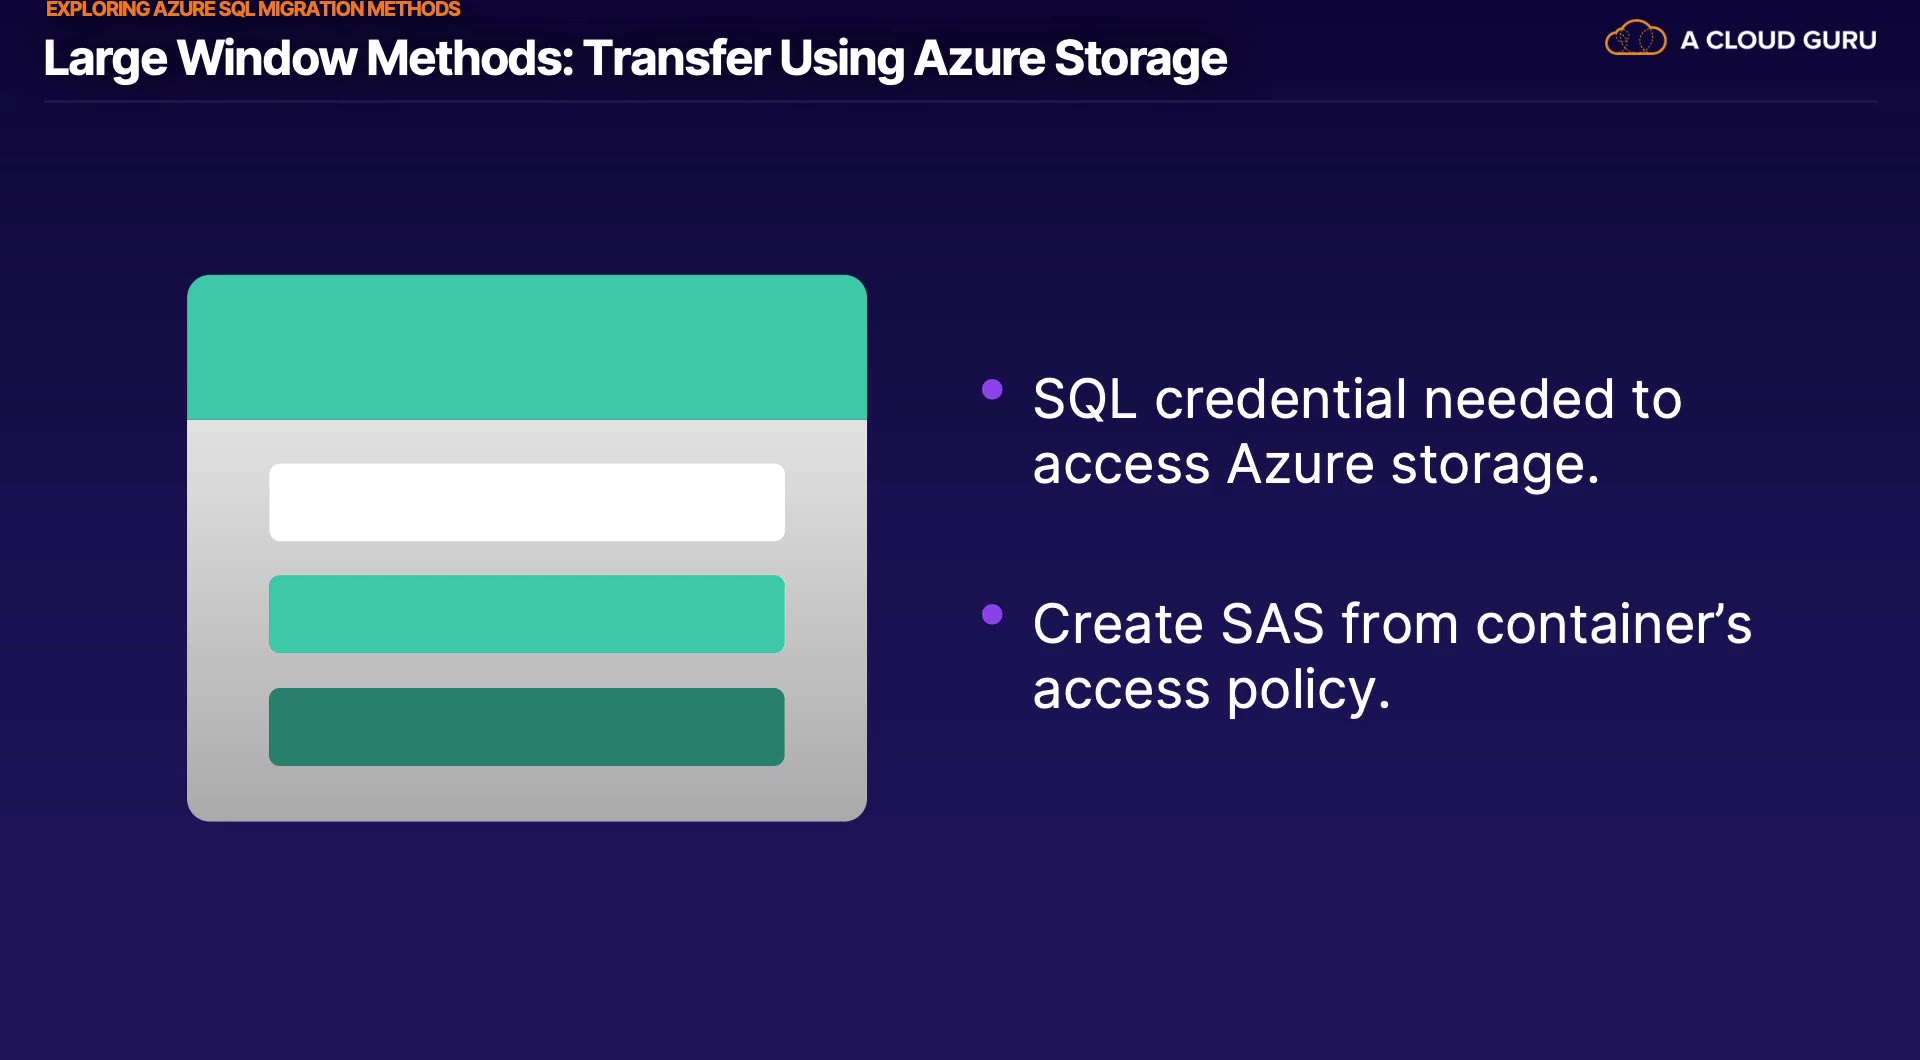 EXPLORING AZURE SQL MIGRATION METHODS
Large Window Methods: Transfer Using Azure Storage
A CLOUD GURU
SQL credential needed to
access Azure storage.
Create SAS from container’s
access policy.